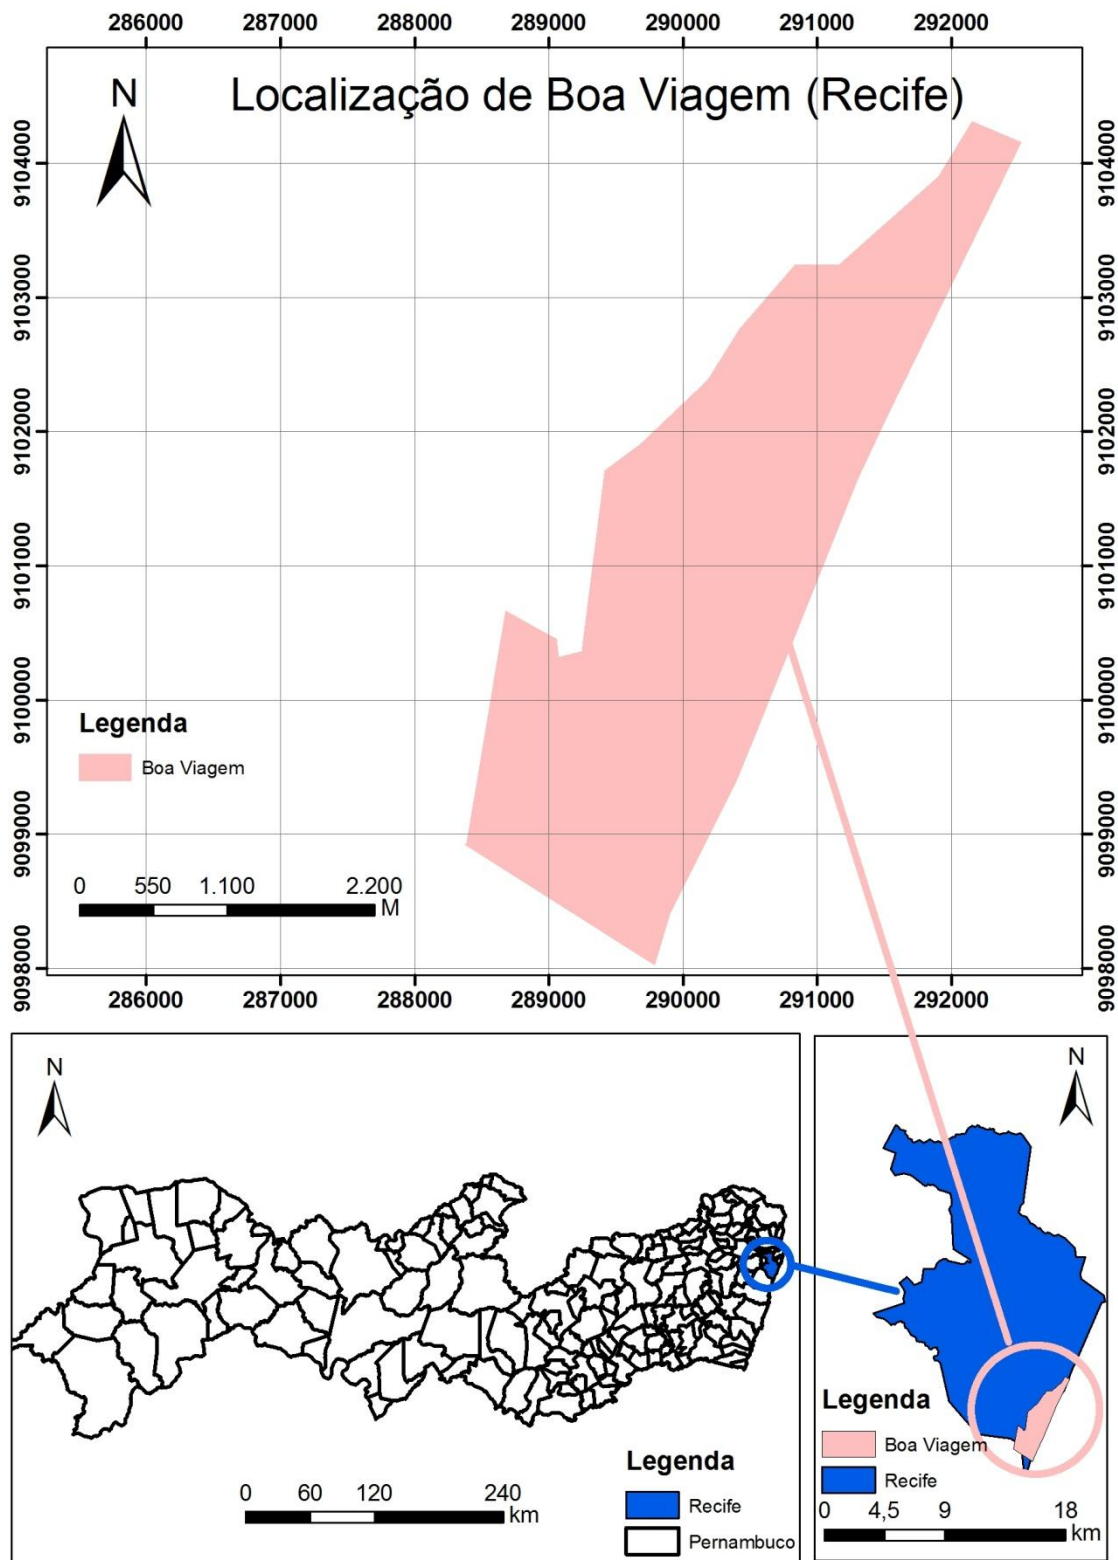 286000 287000 288000 289000 290000 291000 292000
N
Localização de Boa Viagem (Recife)
9104000 9104000
9103000 9103000
9102000 9102000
9101000 9101000
9100000 9100000
Legenda
Boa Viagem
9099000 9099000
0 550 1.100 2.200
M
9098000 9098000
286000 287000 288000 289000 290000 291000 292000
N
Legenda
Recife
Pernambuco
0 60 120 240
km
N
Legenda
Boa Viagem
Recife
0 4,5 9 18
km